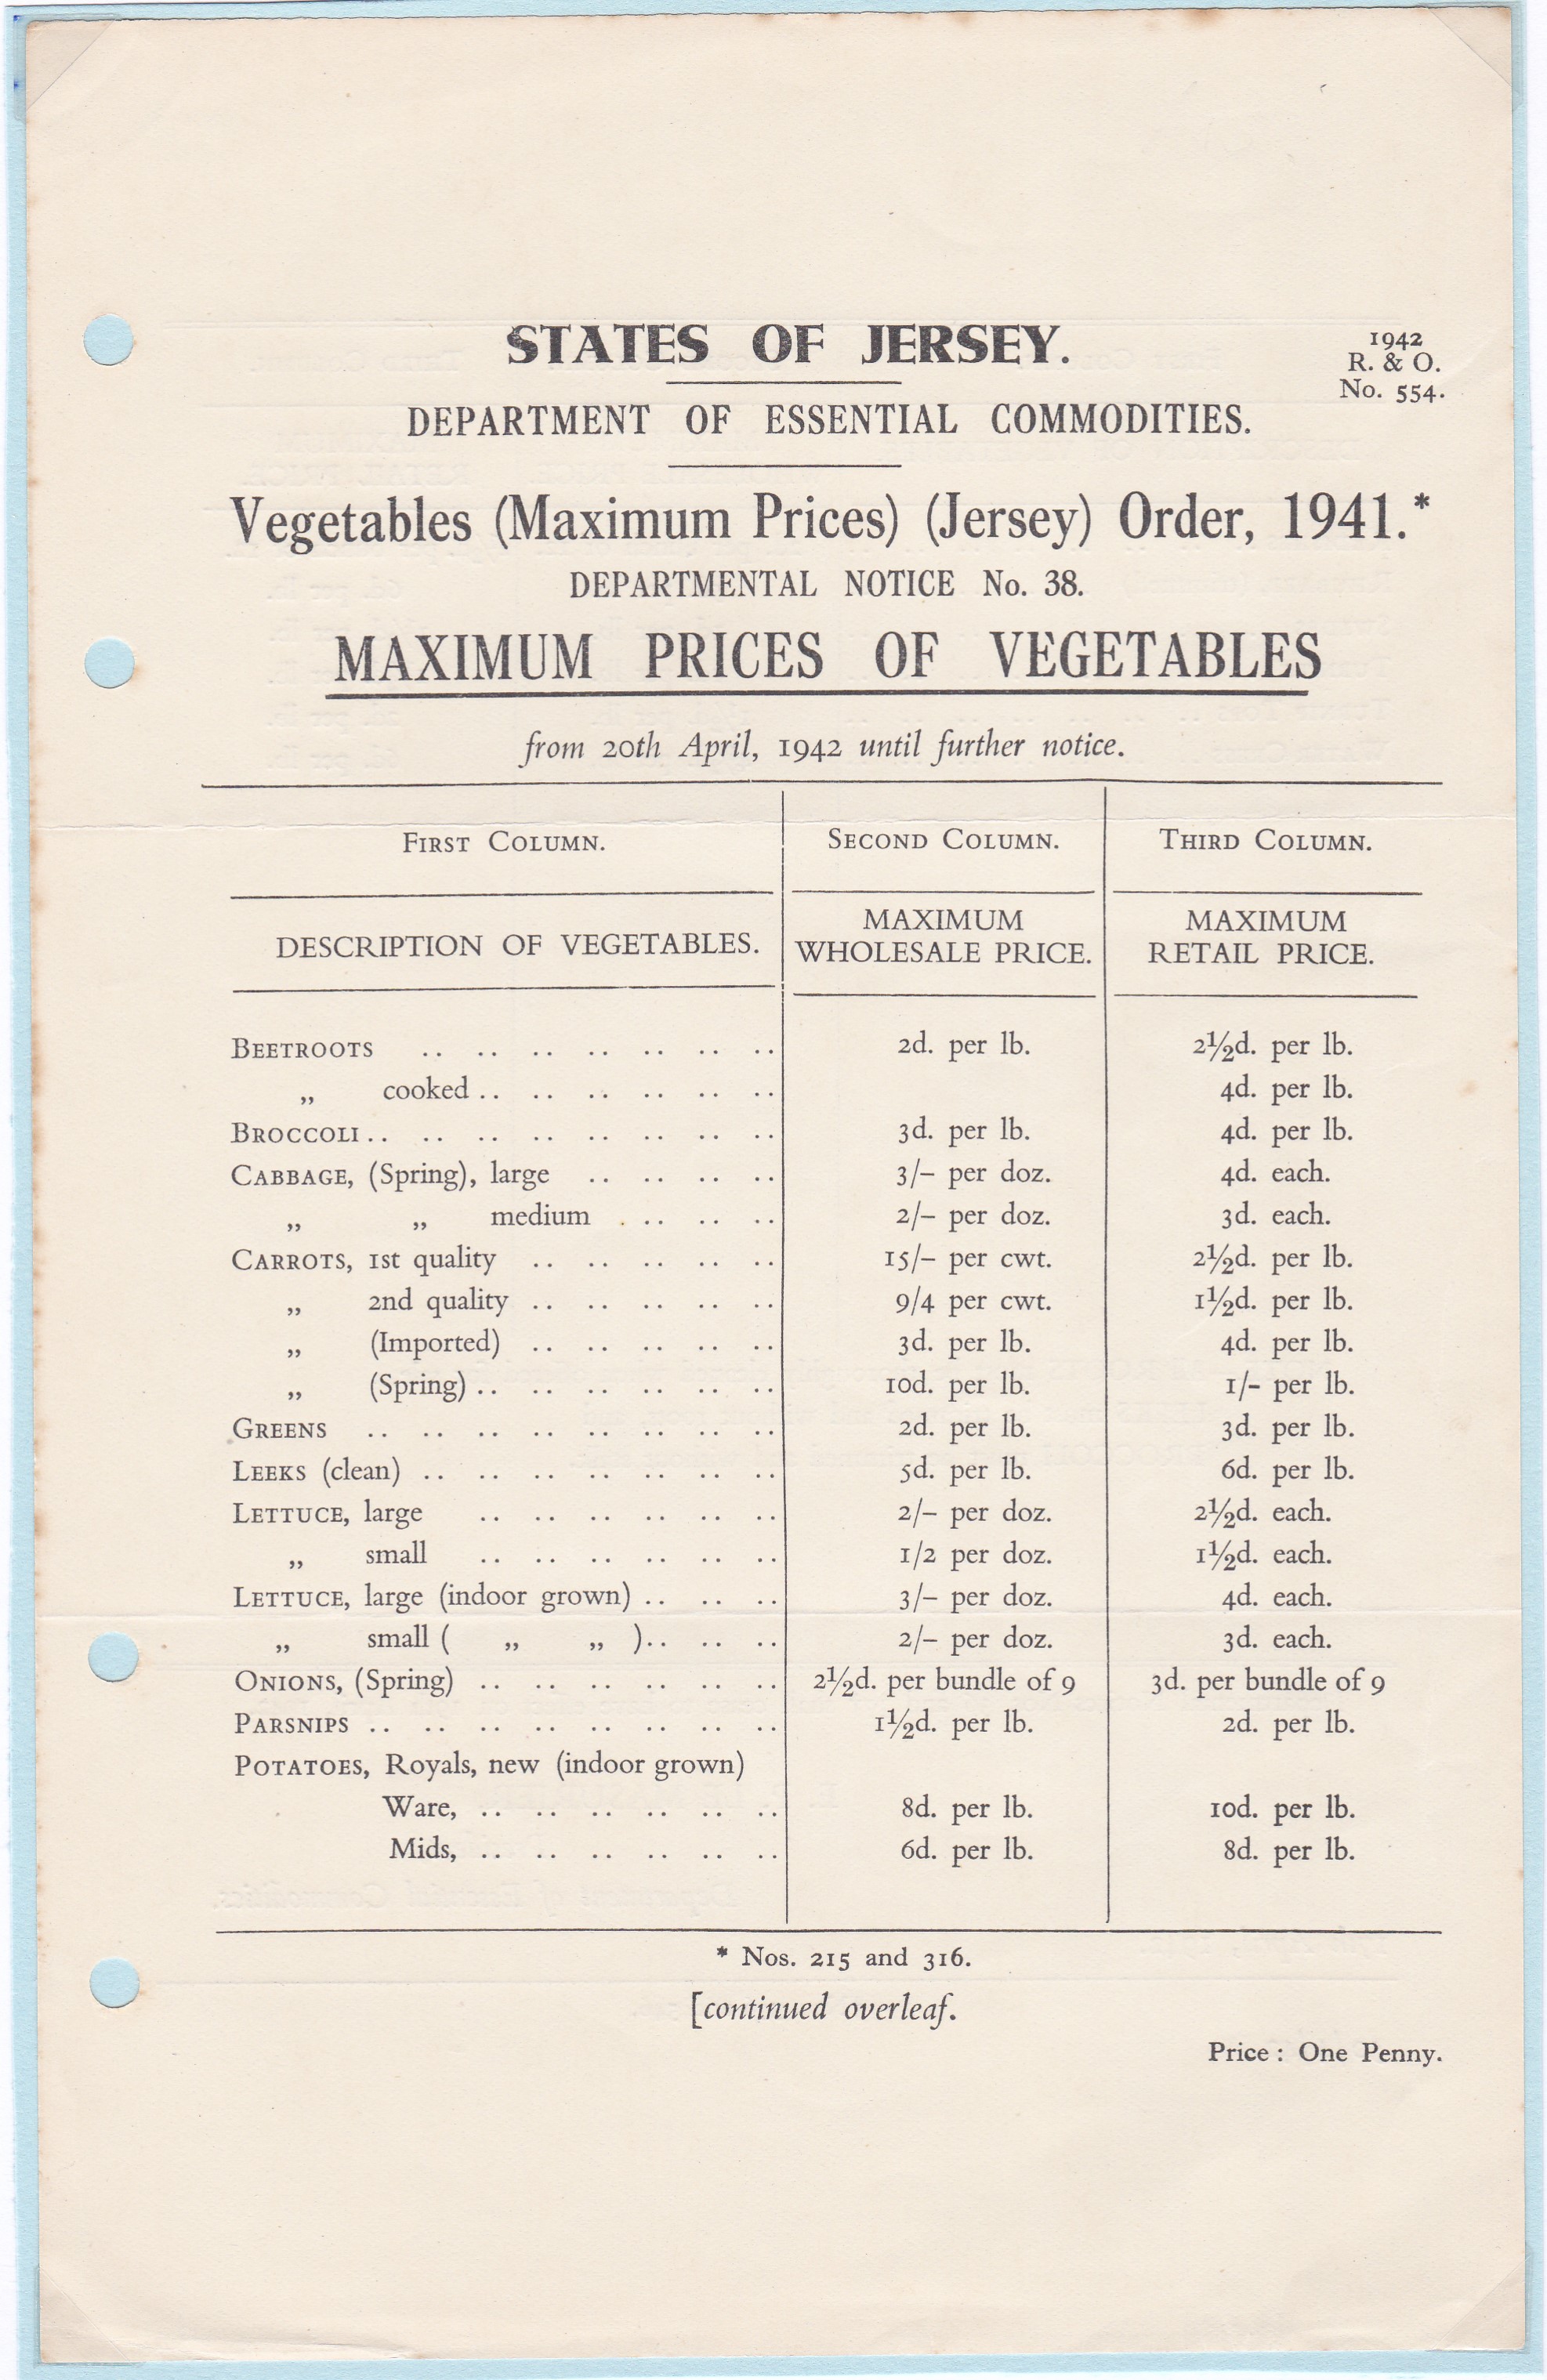 STATES OF JERSEY.
1942
R. & O.
No. 554.
DEPARTMENT OF ESSENTIAL COMMODITIES.
Vegetables (Maximum Prices) (Jersey) Order, 1941.*
DEPARTMENTAL NOTICE No. 38.
MAXIMUM PRICES OF VEGETABLES
from 20th April, 1942 until further notice.
FIRST COLUMN. SECOND COLUMN. THIRD COLUMN.
DESCRIPTION OF VEGETABLES. MAXIMUM WHOLESALE PRICE. MAXIMUM RETAIL PRICE.
BEETROOTS .. .. .. .. .. .. .. 2d. per lb. 2½d. per lb.
„ cooked .. .. .. .. .. .. 4d. per lb.
BROCCOLI .. .. .. .. .. .. .. .. 3d. per lb. 4d. per lb.
CABBAGE, (Spring), large .. .. .. .. 3/– per doz. 4d. each.
„ „ medium . .. .. .. 2/– per doz. 3d. each.
CARROTS, 1st quality .. .. .. .. .. 15/– per cwt. 2½d. per lb.
„ 2nd quality .. .. .. .. .. 9/4 per cwt. 1½d. per lb.
„ (Imported) .. .. .. .. .. 3d. per lb. 4d. per lb.
„ (Spring) .. .. .. .. .. .. 10d. per lb. 1/– per lb.
GREENS .. .. .. .. .. .. .. .. 2d. per lb. 3d. per lb.
LEEKS (clean) .. .. .. .. .. .. .. 5d. per lb. 6d. per lb.
LETTUCE, large .. .. .. .. .. .. 2/– per doz. 2½d. each.
„ small .. .. .. .. .. .. 1/2 per doz. 1½d. each.
LETTUCE, large (indoor grown) .. .. .. 3/– per doz. 4d. each.
„ small ( „ „ ) .. .. .. 2/– per doz. 3d. each.
ONIONS, (Spring) .. .. .. .. .. .. 2½d. per bundle of 9 3d. per bundle of 9
PARSNIPS .. .. .. .. .. .. .. .. 1½d. per lb. 2d. per lb.
POTATOES, Royals, new (indoor grown)
Ware, .. .. .. .. .. .. 8d. per lb. 10d. per lb.
Mids, .. .. .. .. .. .. 6d. per lb. 8d. per lb.
* Nos. 215 and 316.
[continued overleaf.
Price : One Penny.